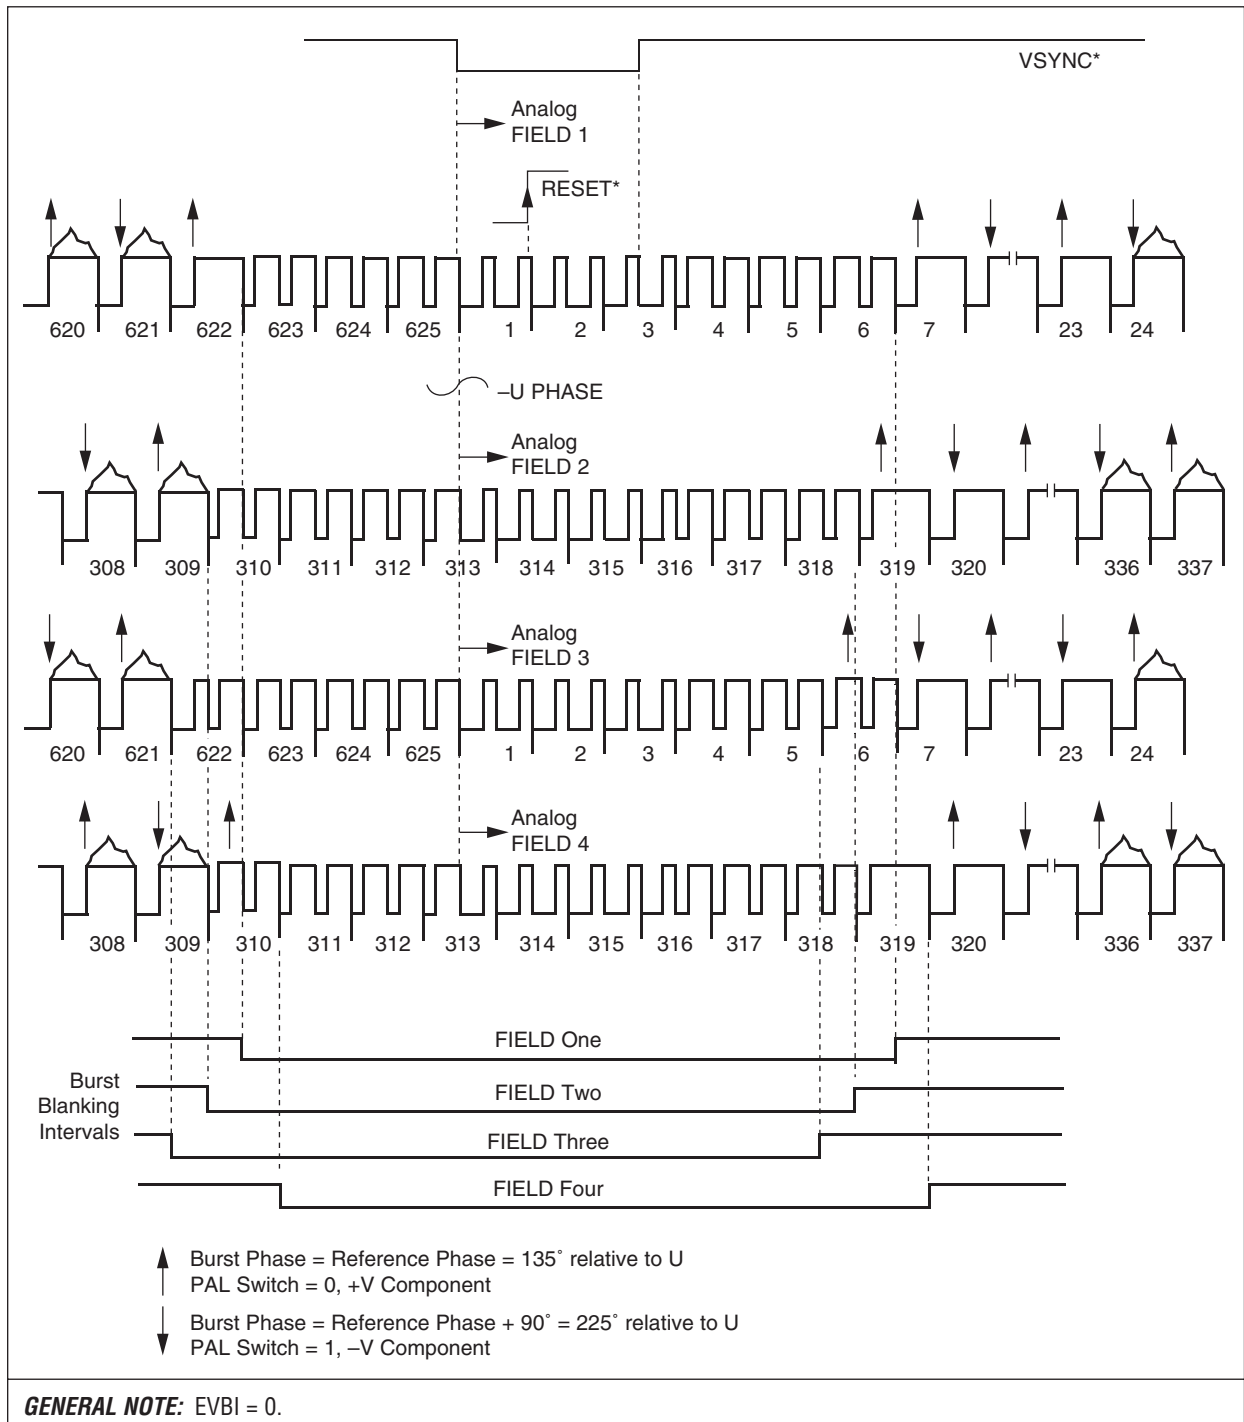 VSYNC*
Analog
FIELD 1
RESET*
620 621 622 623 624 625 1 2 3 4 5 6 7 23 24
–U PHASE
Analog
FIELD 2
308 309 310 311 312 313 314 315 316 317 318 319 320 336 337
Analog
FIELD 3
620 621 622 623 624 625 1 2 3 4 5 6 7 23 24
Analog
FIELD 4
308 309 310 311 312 313 314 315 316 317 318 319 320 336 337
FIELD One
Burst
Blanking
Intervals
FIELD Two
FIELD Three
FIELD Four
Burst Phase = Reference Phase = 135° relative to U
PAL Switch = 0, +V Component
Burst Phase = Reference Phase + 90° = 225° relative to U
PAL Switch = 1, –V Component
GENERAL NOTE: EVBI = 0.